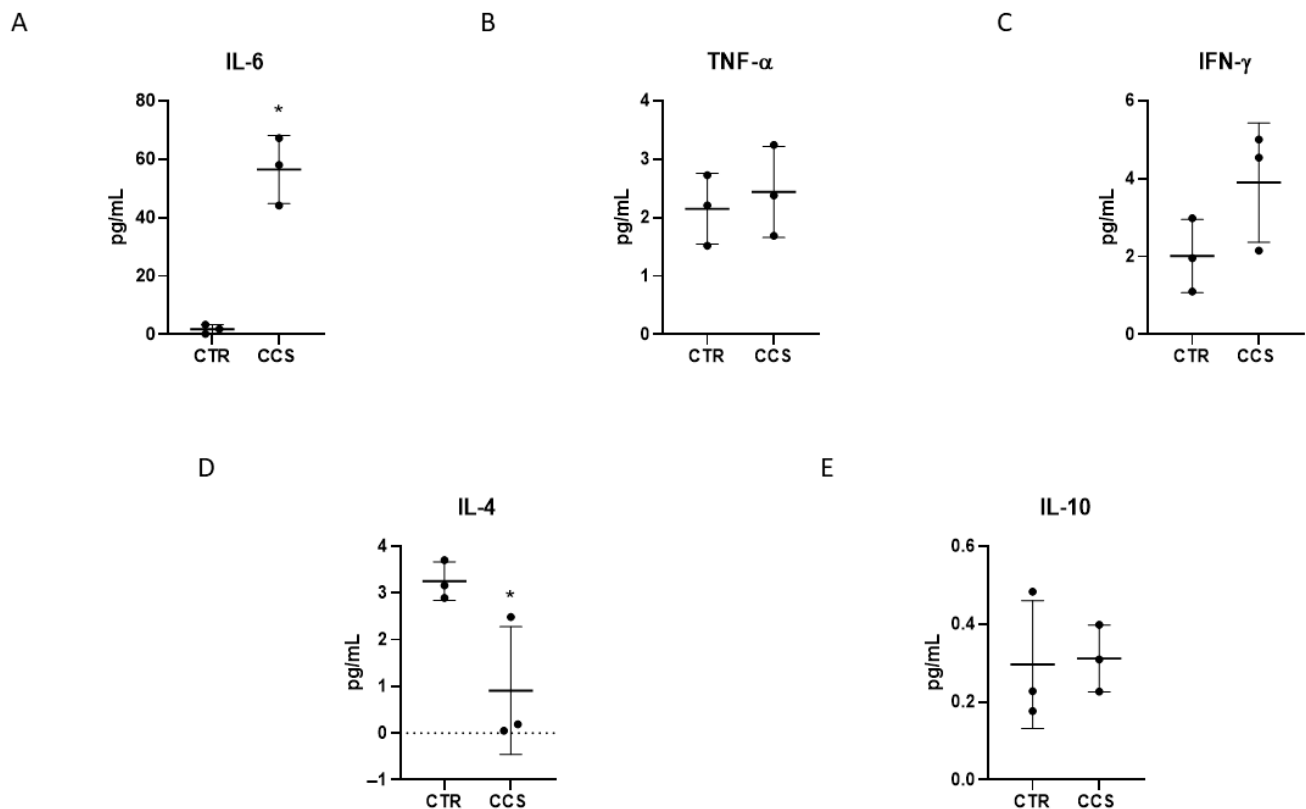 A
IL-6
80
60
40
20
0
pg/mL
*
CTR CCS
B
TNF-α
4
3
2
1
0
pg/mL
CTR CCS
C
IFN-γ
6
4
2
0
pg/mL
CTR CCS
D
IL-4
4
3
2
1
0
–1
pg/mL
*
CTR CCS
E
IL-10
0.6
0.4
0.2
0.0
pg/mL
CTR CCS